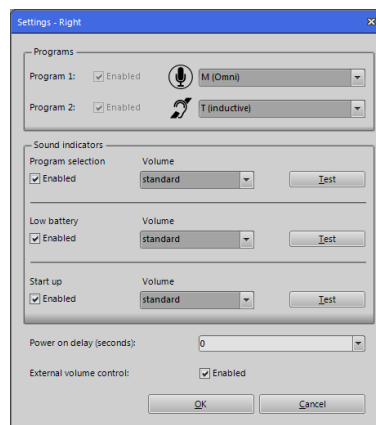 Settings - Right
Programs
Program 1: Enabled M (Omni)
Program 2: Enabled T (inductive)
Sound indicators
Program selection Volume
Enabled standard Test
Low battery Volume
Enabled standard Test
Start up Volume
Enabled standard Test
Power on delay (seconds): 0
External volume control: Enabled
OK Cancel